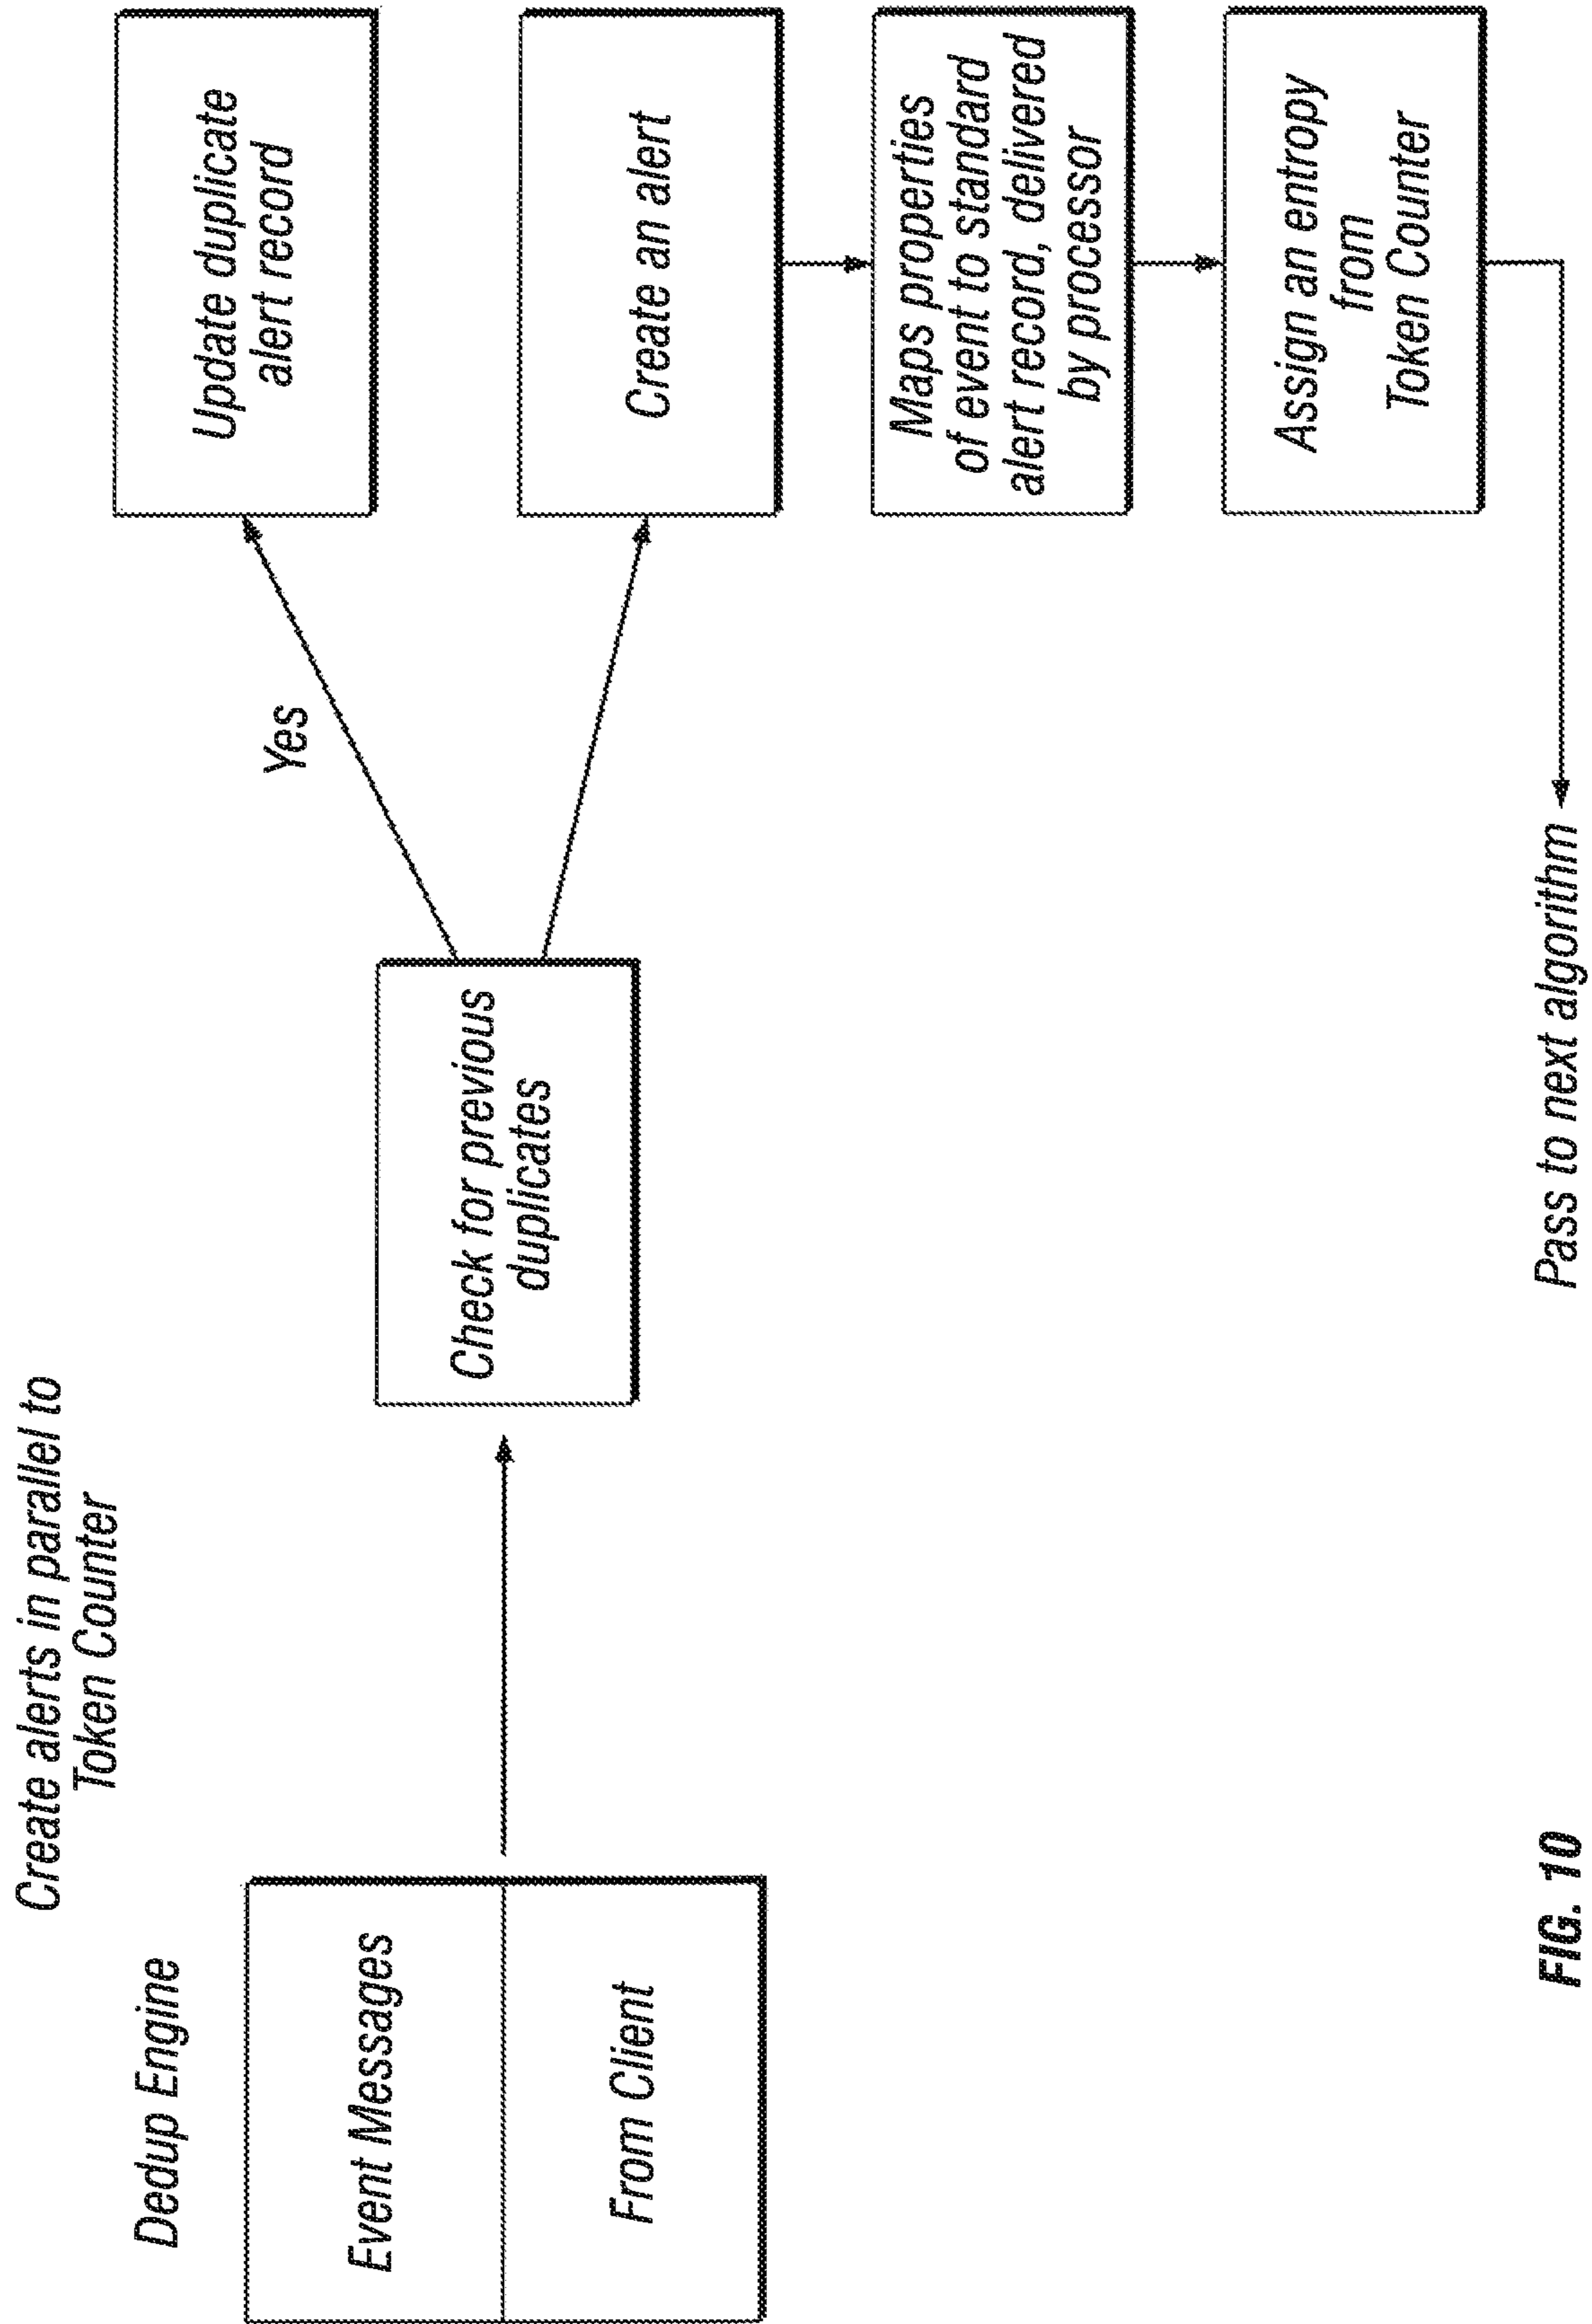 Create alerts in parallel to
Token Counter
Dedup Engine
Event Messages
From Client
Check for previous
duplicates
Yes
Update duplicate
alert record
Create an alert
Maps properties
of event to standard
alert record, delivered
by processor
Assign an entropy
from
Token Counter
Pass to next algorithm
FIG. 10